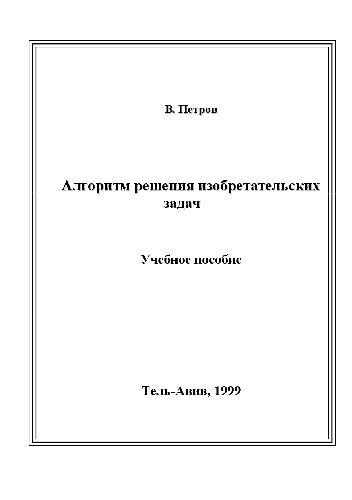 В. Петров
Алгоритм решения изобретательских
задач
Учебное пособие
Тель-Авив, 1999